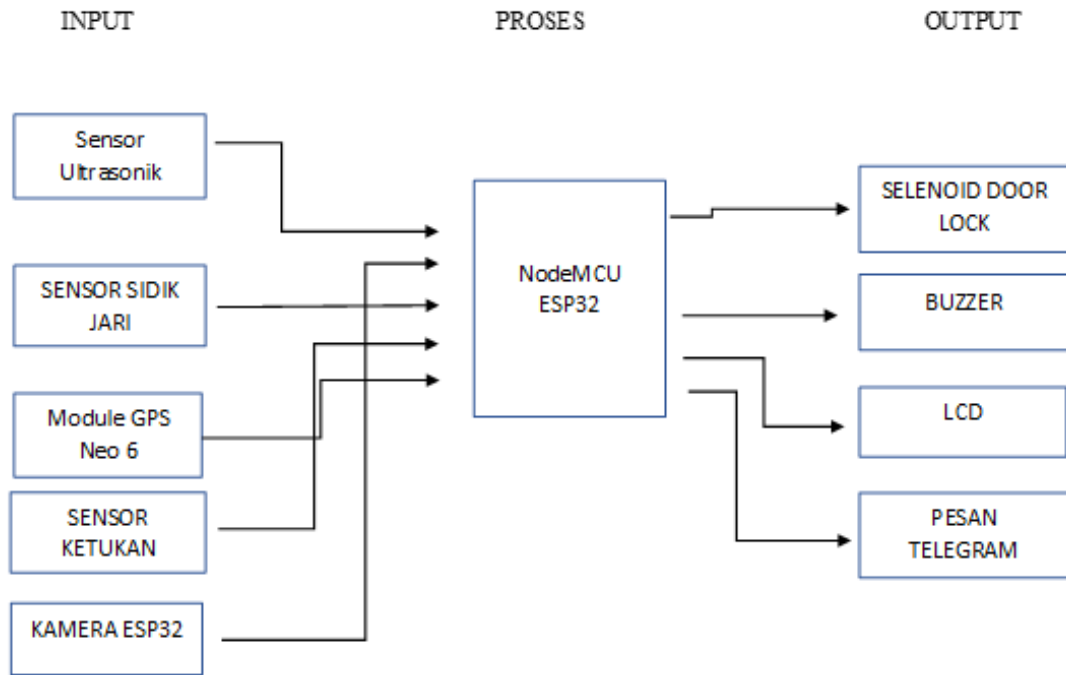 INPUT
PROSES
OUTPUT
Sensor
Ultrasonik
SENSOR SIDIK
JARI
Module GPS
Neo 6
SENSOR
KETUKAN
KAMERA ESP32
NodeMCU
ESP32
SELENOID DOOR
LOCK
BUZZER
LCD
PESAN
TELEGRAM